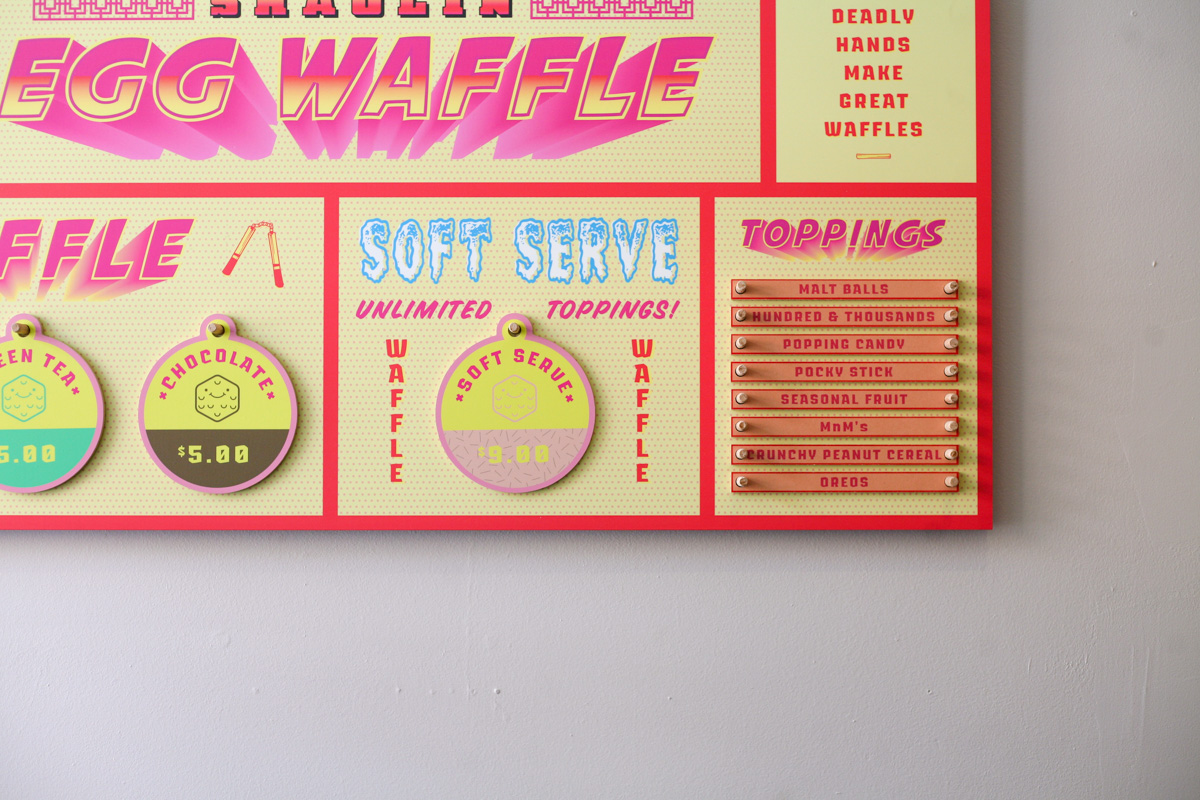 SHAOLIN
EGG WAFFLE
DEADLY
HANDS
MAKE
GREAT
WAFFLES
FFLE
EEN TEA
5.00
CHOCOLATE
$5.00
SOFT SERVE
UNLIMITED TOPPINGS!
WAFFLE
SOFT SERVE
$9.00
WAFFLE
TOPPINGS
MALT BALLS
HUNDRED & THOUSANDS
POPPING CANDY
POCKY STICK
SEASONAL FRUIT
MnM's
CRUNCHY PEANUT CEREAL
OREOS